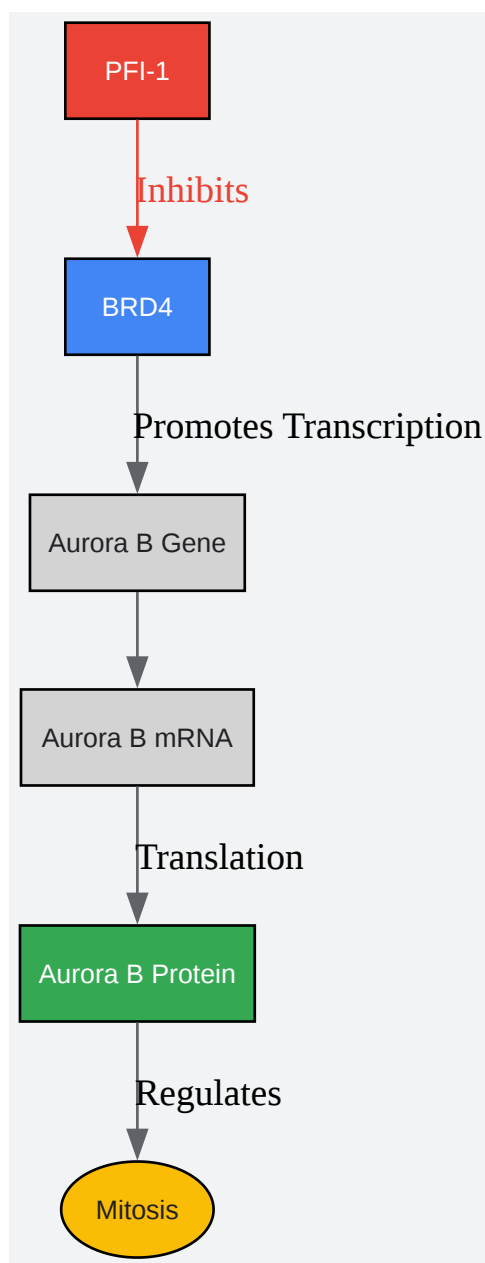 PFI-1
Inhibits
BRD4
Promotes Transcription
Aurora B Gene
Aurora B mRNA
Translation
Aurora B Protein
Regulates
Mitosis